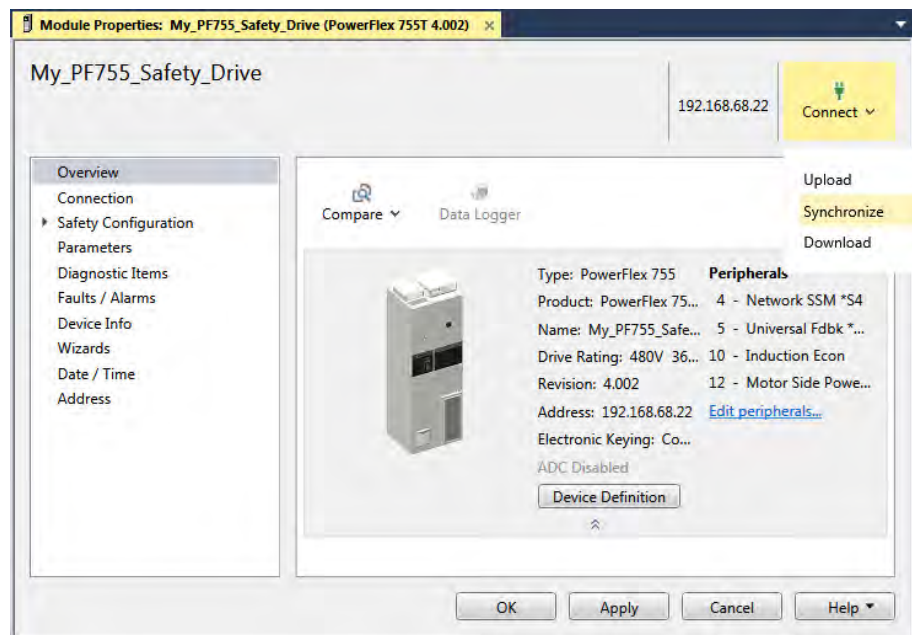 Module Properties: My_PF755_Safety_Drive (PowerFlex 755T 4.002) ×
My_PF755_Safety_Drive
192.168.68.22
Connect
Upload
Synchronize
Download
Overview
Connection
Safety Configuration
Parameters
Diagnostic Items
Faults / Alarms
Device Info
Wizards
Date / Time
Address
Compare
Data Logger
Type: PowerFlex 755
Product: PowerFlex 75...
Name: My_PF755_Safe...
Drive Rating: 480V 36...
Revision: 4.002
Address: 192.168.68.22
Electronic Keying: Co...
ADC Disabled
Device Definition
Peripherals
4 - Network SSM *S4
5 - Universal Fdbk *...
10 - Induction Econ
12 - Motor Side Powe...
Edit peripherals...
OK
Apply
Cancel
Help